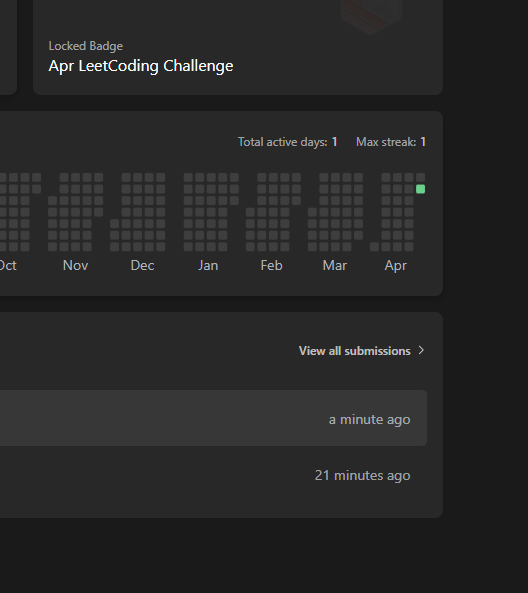 Locked Badge
Apr LeetCoding Challenge
Total active days: 1 Max streak: 1
Oct Nov Dec Jan Feb Mar Apr
View all submissions
a minute ago
21 minutes ago